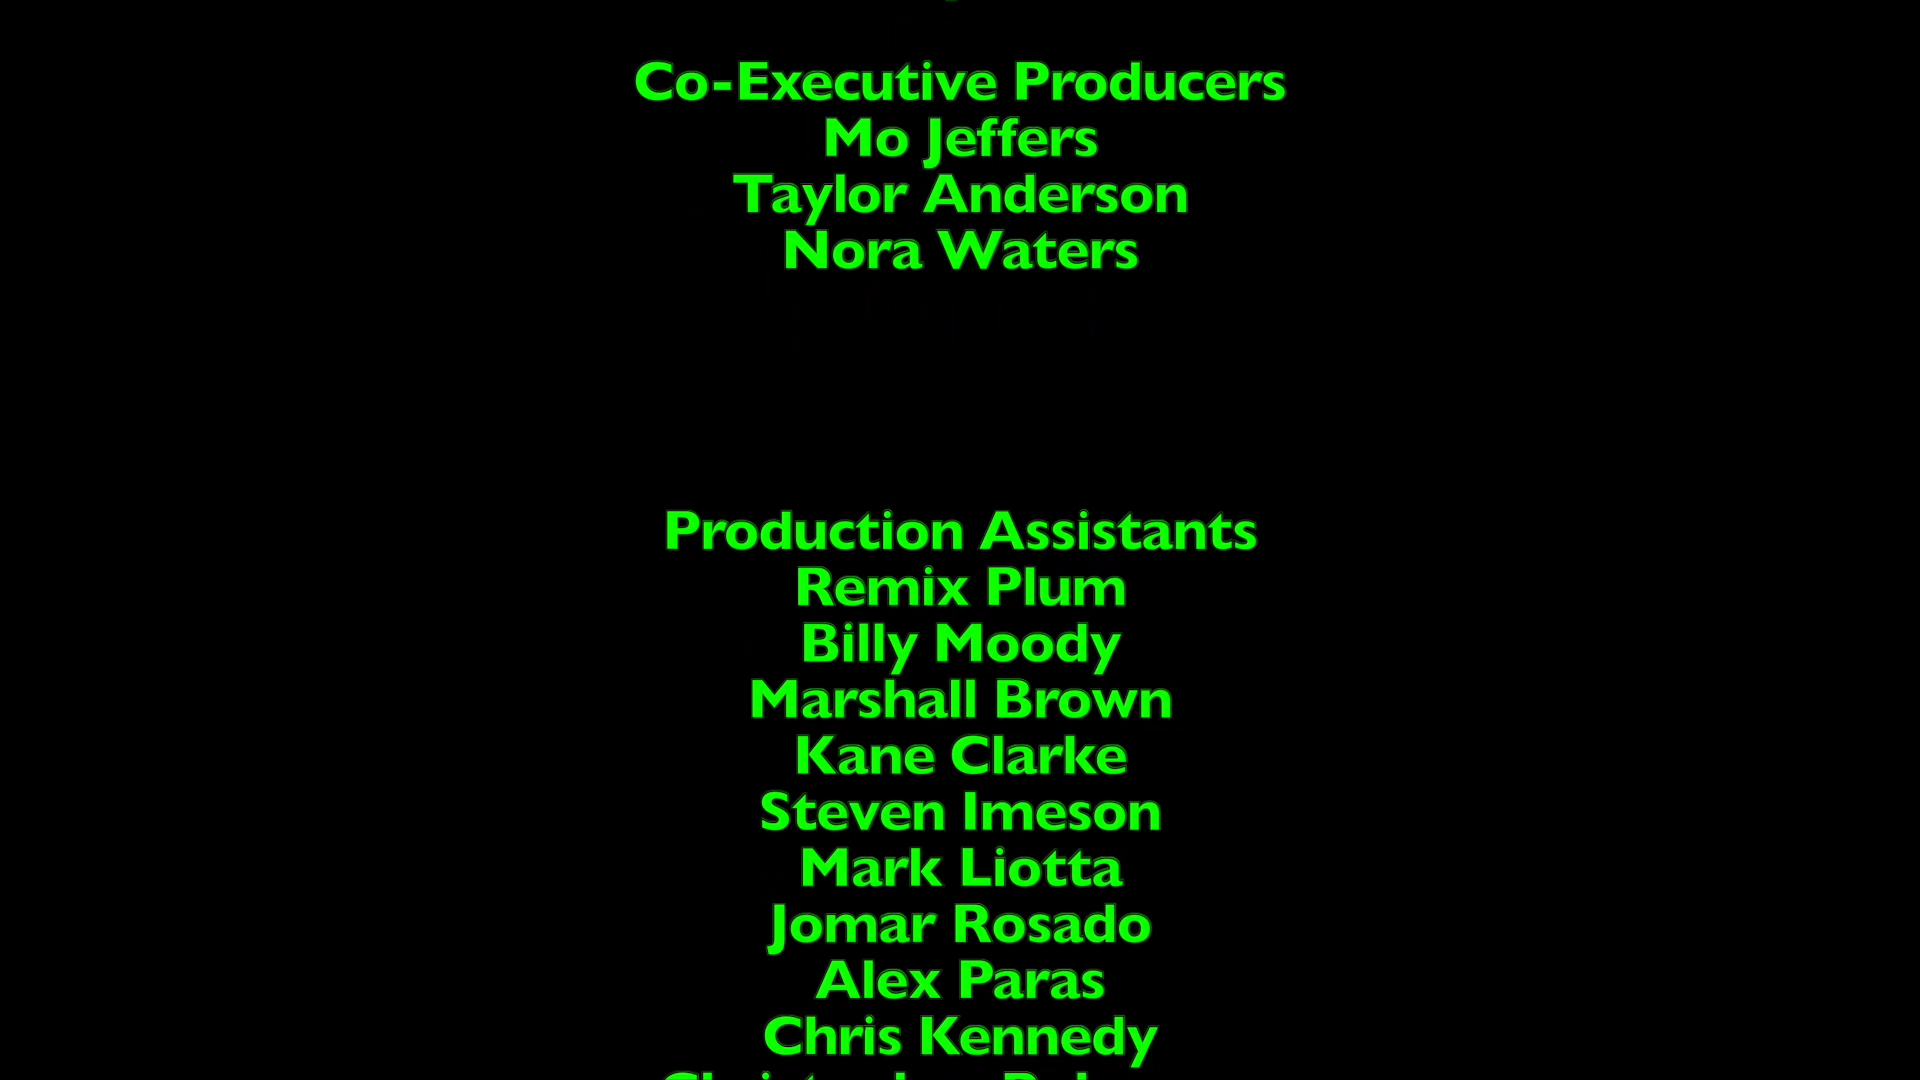 Co-Executive Producers
Mo Jeffers
Taylor Anderson
Nora Waters
Production Assistants
Remix Plum
Billy Moody
Marshall Brown
Kane Clarke
Steven Imeson
Mark Liotta
Jomar Rosado
Alex Paras
Chris Kennedy